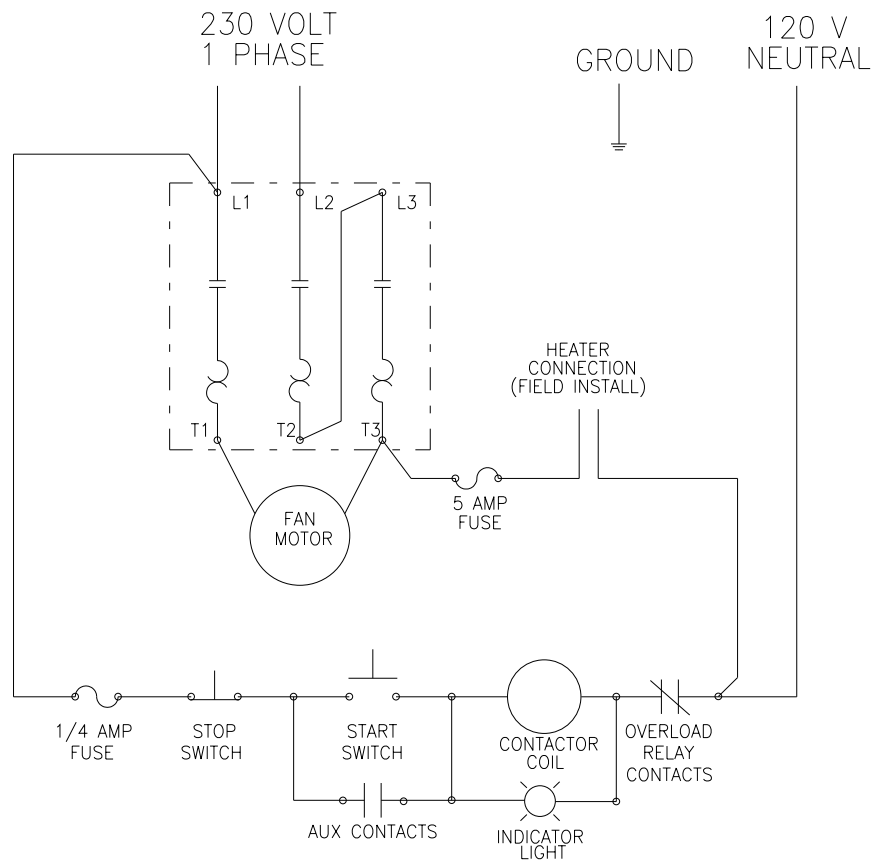 230 VOLT
1 PHASE
GROUND
120 V
NEUTRAL
L1
L2
L3
HEATER
CONNECTION
(FIELD INSTALL)
T1
T2
T3
5 AMP
FUSE
FAN
MOTOR
1/4 AMP
FUSE
STOP
SWITCH
START
SWITCH
CONTACTOR
COIL
OVERLOAD
RELAY
CONTACTS
AUX CONTACTS
INDICATOR
LIGHT